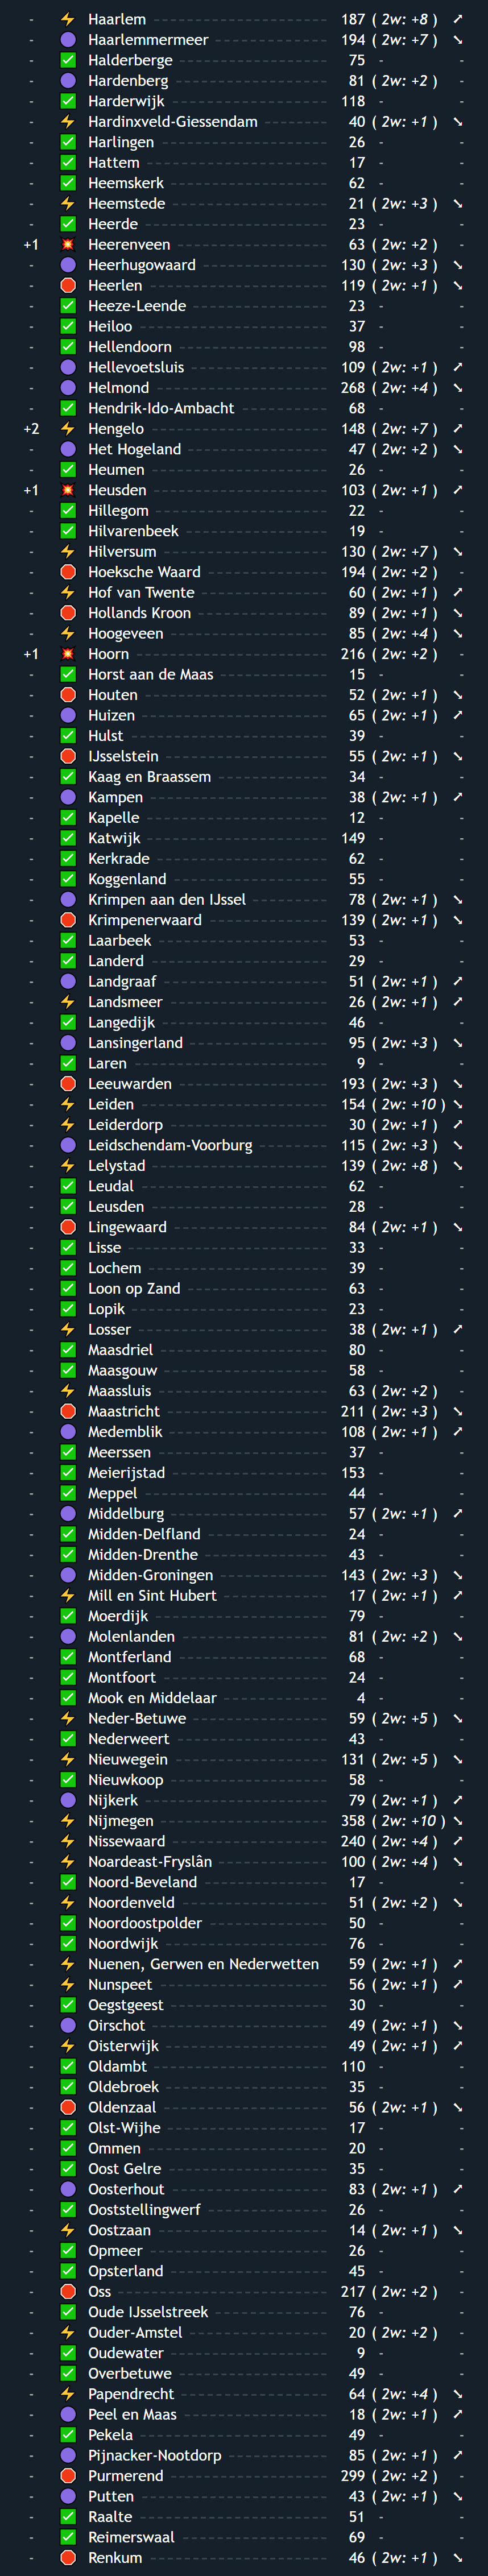 - ⚡ Haarlem 187 ( 2w: +8 ) ➚
- 🟣 Haarlemmermeer 194 ( 2w: +7 ) ➘
- ✅ Halderberge 75 - -
- 🟣 Hardenberg 81 ( 2w: +2 ) -
- ✅ Harderwijk 118 - -
- ⚡ Hardinxveld-Giessendam 40 ( 2w: +1 ) ➘
- ✅ Harlingen 26 - -
- ✅ Hattem 17 - -
- ✅ Heemskerk 62 - -
- ⚡ Heemstede 21 ( 2w: +3 ) ➘
- ✅ Heerde 23 - -
+1 💥 Heerenveen 63 ( 2w: +2 ) -
- 🟣 Heerhugowaard 130 ( 2w: +3 ) ➘
- 🛑 Heerlen 119 ( 2w: +1 ) ➘
- ✅ Heeze-Leende 23 - -
- ✅ Heiloo 37 - -
- ✅ Hellendoorn 98 - -
- 🟣 Hellevoetsluis 109 ( 2w: +1 ) ➚
- 🟣 Helmond 268 ( 2w: +4 ) ➘
- ✅ Hendrik-Ido-Ambacht 68 - -
+2 ⚡ Hengelo 148 ( 2w: +7 ) ➚
- 🟣 Het Hogeland 47 ( 2w: +2 ) ➘
- ✅ Heumen 26 - -
+1 💥 Heusden 103 ( 2w: +1 ) ➚
- ✅ Hillegom 22 - -
- ✅ Hilvarenbeek 19 - -
- ⚡ Hilversum 130 ( 2w: +7 ) ➘
- 🛑 Hoeksche Waard 194 ( 2w: +2 ) -
- ⚡ Hof van Twente 60 ( 2w: +1 ) ➚
- 🛑 Hollands Kroon 89 ( 2w: +1 ) ➘
- ⚡ Hoogeveen 85 ( 2w: +4 ) ➘
+1 💥 Hoorn 216 ( 2w: +2 ) -
- ✅ Horst aan de Maas 15 - -
- 🛑 Houten 52 ( 2w: +1 ) ➘
- 🟣 Huizen 65 ( 2w: +1 ) ➚
- ✅ Hulst 39 - -
- 🛑 IJsselstein 55 ( 2w: +1 ) ➘
- ✅ Kaag en Braassem 34 - -
- 🟣 Kampen 38 ( 2w: +1 ) ➚
- ✅ Kapelle 12 - -
- ✅ Katwijk 149 - -
- ✅ Kerkrade 62 - -
- ✅ Koggenland 55 - -
- 🟣 Krimpen aan den IJssel 78 ( 2w: +1 ) ➘
- 🛑 Krimpenerwaard 139 ( 2w: +1 ) ➘
- ✅ Laarbeek 53 - -
- ✅ Landerd 29 - -
- 🟣 Landgraaf 51 ( 2w: +1 ) ➚
- ⚡ Landsmeer 26 ( 2w: +1 ) ➚
- ✅ Langedijk 46 - -
- 🟣 Lansingerland 95 ( 2w: +3 ) ➘
- ✅ Laren 9 - -
- 🛑 Leeuwarden 193 ( 2w: +3 ) ➘
- ⚡ Leiden 154 ( 2w: +10 ) ➘
- ⚡ Leiderdorp 30 ( 2w: +1 ) ➚
- 🟣 Leidschendam-Voorburg 115 ( 2w: +3 ) ➘
- ⚡ Lelystad 139 ( 2w: +8 ) ➘
- ✅ Leudal 62 - -
- ✅ Leusden 28 - -
- 🛑 Lingewaard 84 ( 2w: +1 ) ➘
- ✅ Lisse 33 - -
- ✅ Lochem 39 - -
- ✅ Loon op Zand 63 - -
- ✅ Lopik 23 - -
- ⚡ Losser 38 ( 2w: +1 ) ➚
- ✅ Maasdriel 80 - -
- ✅ Maasgouw 58 - -
- ⚡ Maassluis 63 ( 2w: +2 ) -
- 🛑 Maastricht 211 ( 2w: +3 ) ➘
- 🟣 Medemblik 108 ( 2w: +1 ) ➚
- ✅ Meerssen 37 - -
- ✅ Meierijstad 153 - -
- ✅ Meppel 44 - -
- 🟣 Middelburg 57 ( 2w: +1 ) ➚
- ✅ Midden-Delfland 24 - -
- ✅ Midden-Drenthe 43 - -
- 🟣 Midden-Groningen 143 ( 2w: +3 ) ➘
- ⚡ Mill en Sint Hubert 17 ( 2w: +1 ) ➚
- ✅ Moerdijk 79 - -
- 🟣 Molenlanden 81 ( 2w: +2 ) ➘
- ✅ Montferland 68 - -
- ✅ Montfoort 24 - -
- ✅ Mook en Middelaar 4 - -
- ⚡ Neder-Betuwe 59 ( 2w: +5 ) ➘
- ✅ Nederweert 43 - -
- ⚡ Nieuwegein 131 ( 2w: +5 ) ➘
- ✅ Nieuwkoop 58 - -
- 🟣 Nijkerk 79 ( 2w: +1 ) ➚
- ⚡ Nijmegen 358 ( 2w: +10 ) ➘
- ⚡ Nissewaard 240 ( 2w: +4 ) ➚
- ⚡ Noardeast-Fryslân 100 ( 2w: +4 ) ➘
- ✅ Noord-Beveland 17 - -
- ⚡ Noordenveld 51 ( 2w: +2 ) ➘
- ✅ Noordoostpolder 50 - -
- ✅ Noordwijk 76 - -
- ⚡ Nuenen, Gerwen en Nederwetten 59 ( 2w: +1 ) ➚
- ⚡ Nunspeet 56 ( 2w: +1 ) ➚
- ✅ Oegstgeest 30 - -
- 🟣 Oirschot 49 ( 2w: +1 ) ➘
- ⚡ Oisterwijk 49 ( 2w: +1 ) ➚
- ✅ Oldambt 110 - -
- ✅ Oldebroek 35 - -
- 🛑 Oldenzaal 56 ( 2w: +1 ) ➘
- ✅ Olst-Wijhe 17 - -
- ✅ Ommen 20 - -
- ✅ Oost Gelre 35 - -
- 🟣 Oosterhout 83 ( 2w: +1 ) ➚
- ✅ Ooststellingwerf 26 - -
- ⚡ Oostzaan 14 ( 2w: +1 ) ➘
- ✅ Opmeer 26 - -
- ✅ Opsterland 45 - -
- 🛑 Oss 217 ( 2w: +2 ) -
- ✅ Oude IJsselstreek 76 - -
- ⚡ Ouder-Amstel 20 ( 2w: +2 ) -
- ✅ Oudewater 9 - -
- ✅ Overbetuwe 49 - -
- ⚡ Papendrecht 64 ( 2w: +4 ) ➘
- 🟣 Peel en Maas 18 ( 2w: +1 ) ➚
- ✅ Pekela 49 - -
- 🟣 Pijnacker-Nootdorp 85 ( 2w: +1 ) ➚
- 🛑 Purmerend 299 ( 2w: +2 ) -
- 🟣 Putten 43 ( 2w: +1 ) ➘
- ✅ Raalte 51 - -
- ✅ Reimerswaal 69 - -
- 🛑 Renkum 46 ( 2w: +1 ) ➘